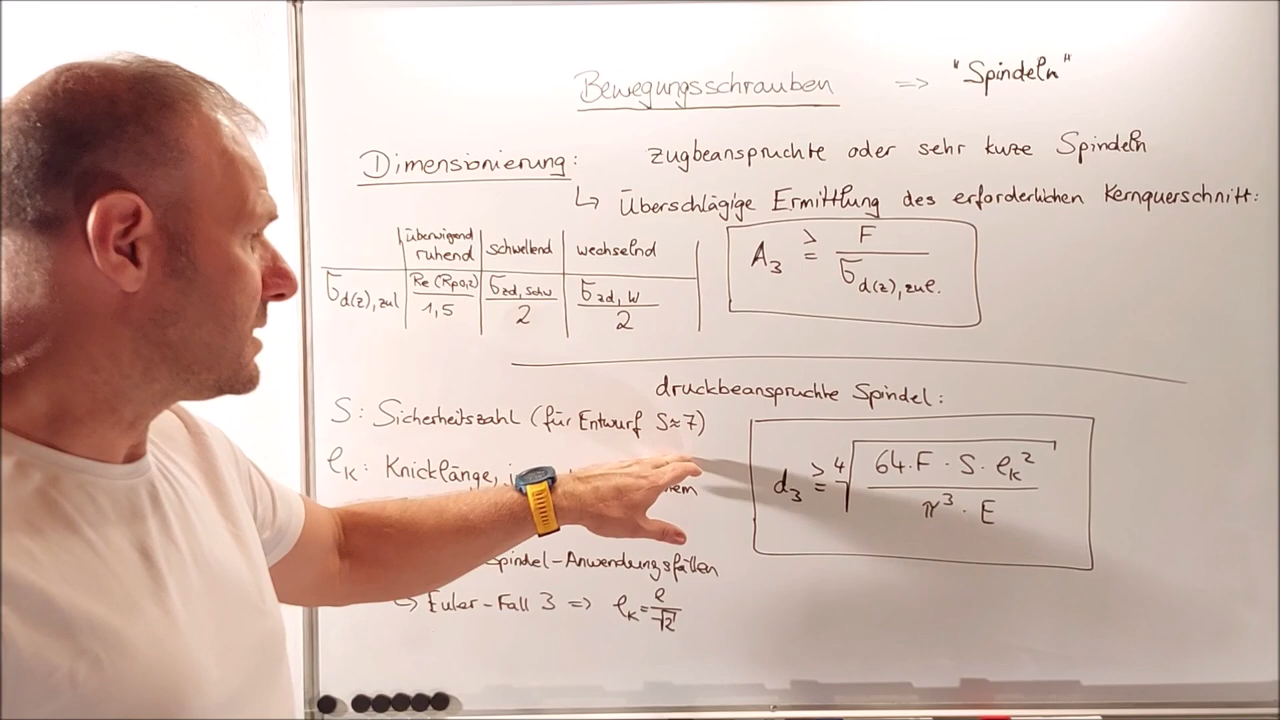 Bewegungsschrauben => "Spindeln"
Dimensionierung: zugbeanspruchte oder sehr kurze Spindeln
↳ Überschlägige Ermittlung des erforderlichen Kernquerschnitt:
überwigend ruhend | schwellend | wechselnd
σd(z),zul | Re (Rp0,2) / 1,5 | σzd, Schw / 2 | σzd, W / 2
A₃ ≧ F / σd(z), zul.
druckbeanspruchte Spindel:
S: Sicherheitszahl (für Entwurf S≈7)
ℓK: Knicklänge,
d₃ ≧ ⁴√(64·F·S·ℓK² / π³·E)
Spindel-Anwendungsfällen
↳ Euler-Fall 3 => ℓK = ℓ/√2